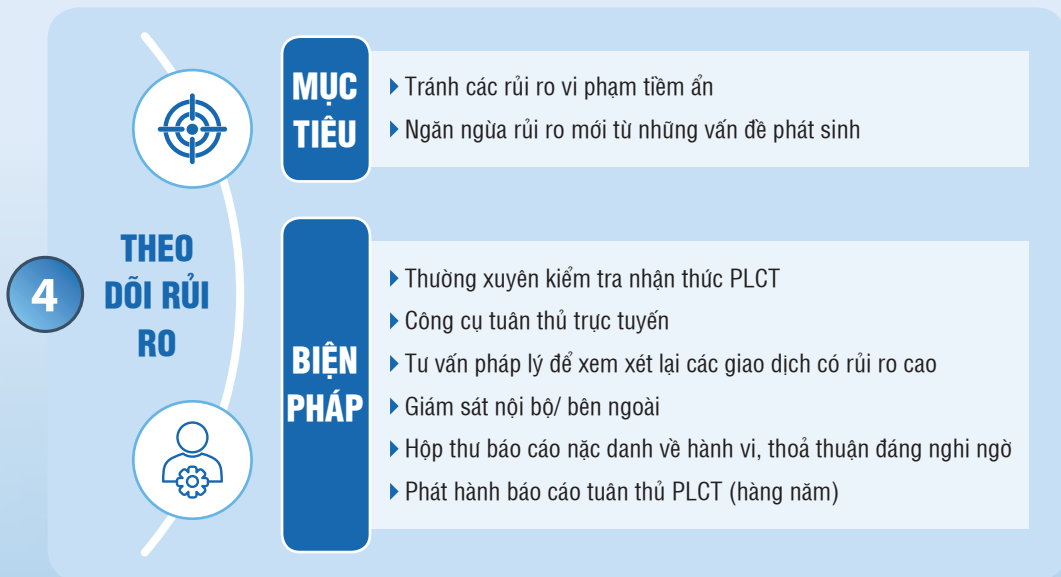 4
THEO
DÕI RỦI
RO
MỤC
TIÊU
Tránh các rủi ro vi phạm tiềm ẩn
Ngăn ngừa rủi ro mới từ những vấn đề phát sinh
BIỆN
PHÁP
Thường xuyên kiểm tra nhận thức PLCT
Công cụ tuân thủ trực tuyến
Tư vấn pháp lý để xem xét lại các giao dịch có rủi ro cao
Giám sát nội bộ/ bên ngoài
Hộp thư báo cáo nặc danh về hành vi, thoả thuận đáng nghi ngờ
Phát hành báo cáo tuân thủ PLCT (hàng năm)